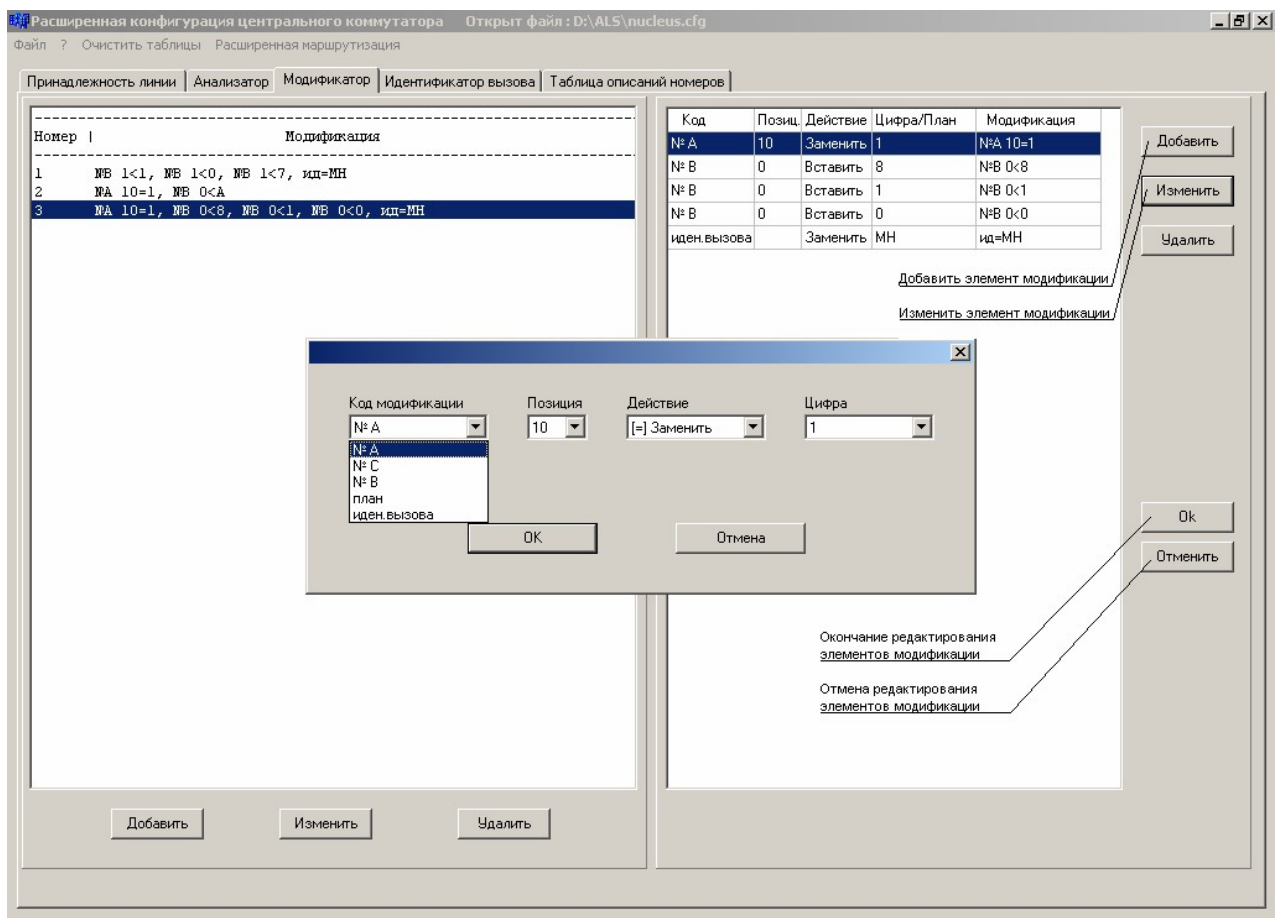 Расширенная конфигурация центрального коммутатора Открыт файл : D:\ALS\nucleus.cfg
Файл ? Очистить таблицы Расширенная маршрутизация
Принадлежность линии Анализатор Модификатор Идентификатор вызова Таблица описаний номеров
Номер | Модификация
1 №B 1<1, №B 1<0, №B 1<7, ид=МН
2 №A 10=1, №B 0<A
3 №A 10=1, №B 0<8, №B 0<1, №B 0<0, ид=МН
Код Позиц. Действие Цифра/План Модификация
№ A 10 Заменить 1 №A 10=1
№ B 0 Вставить 8 №B 0<8
№ B 0 Вставить 1 №B 0<1
№ B 0 Вставить 0 №B 0<0
иден.вызова Заменить МН ид=МН
Добавить
Изменить
Удалить
Добавить элемент модификации
Изменить элемент модификации
Код модификации Позиция Действие Цифра
№ A 10 [=] Заменить 1
№ A
№ C
№ B
план
иден.вызова
OK Отмена
Ok
Отменить
Окончание редактирования
элементов модификации
Отмена редактирования
элементов модификации
Добавить Изменить Удалить